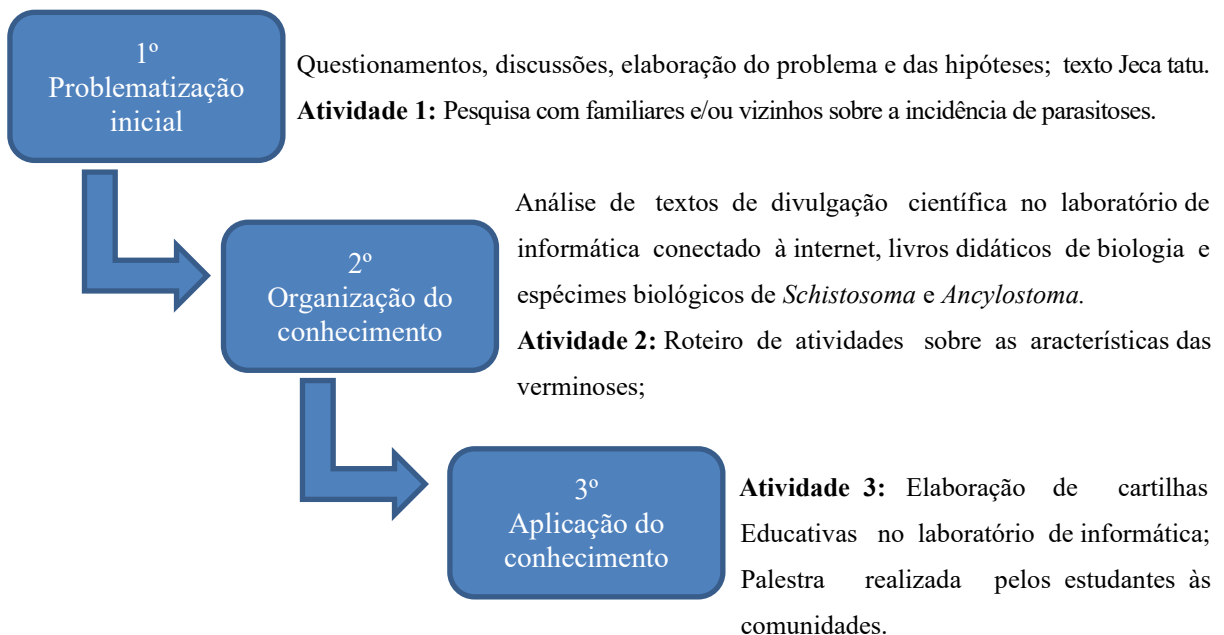 1º
Problematização
inicial
Questionamentos, discussões, elaboração do problema e das hipóteses; texto Jeca tatu.
Atividade 1: Pesquisa com familiares e/ou vizinhos sobre a incidência de parasitoses.
2º
Organização do
conhecimento
Análise de textos de divulgação científica no laboratório de
informática conectado à internet, livros didáticos de biologia e
espécimes biológicos de Schistosoma e Ancylostoma.
Atividade 2: Roteiro de atividades sobre as aracterísticas das
verminoses;
3º
Aplicação do
conhecimento
Atividade 3: Elaboração de cartilhas
Educativas no laboratório de informática;
Palestra realizada pelos estudantes às
comunidades.